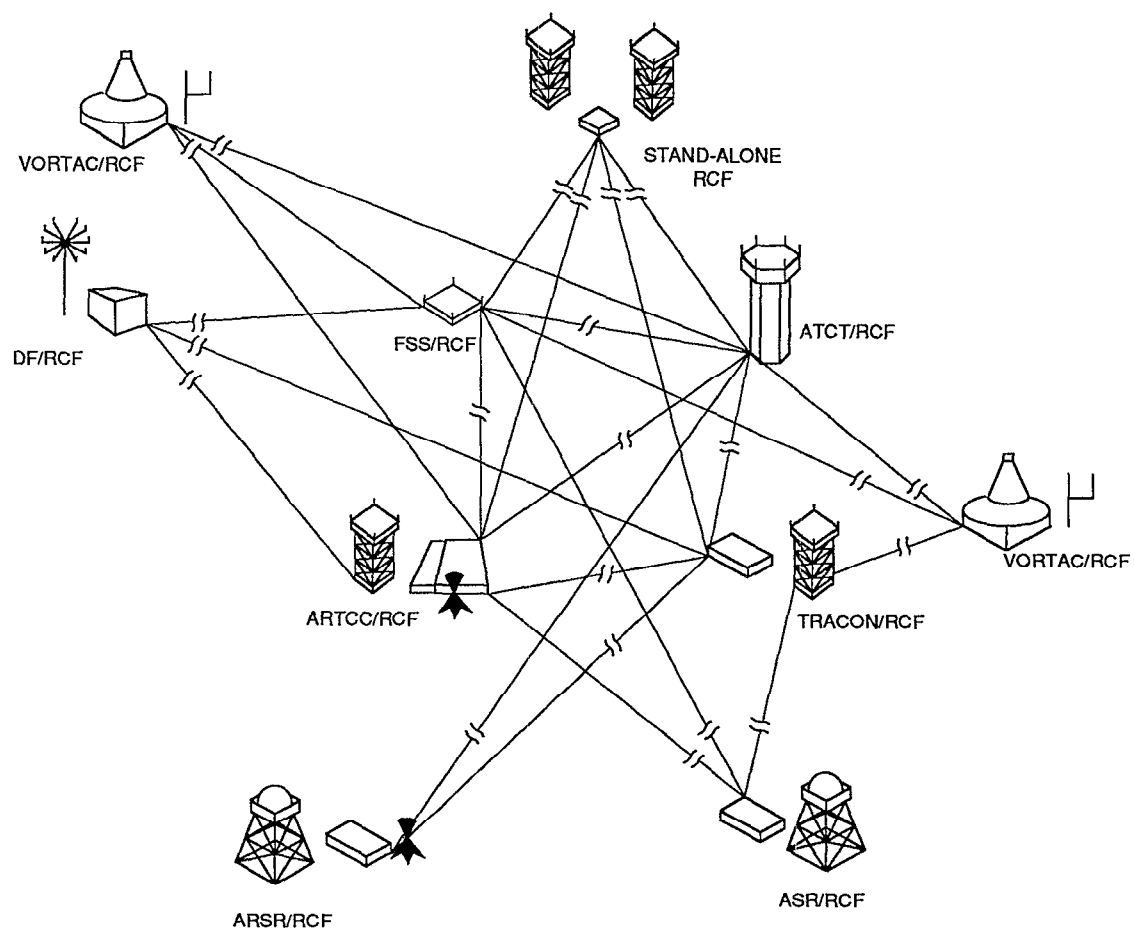 VORTAC/RCF
STAND-ALONE
RCF
DF/RCF
FSS/RCF
ATCT/RCF
VORTAC/RCF
ARTCC/RCF
TRACON/RCF
ARSR/RCF
ASR/RCF